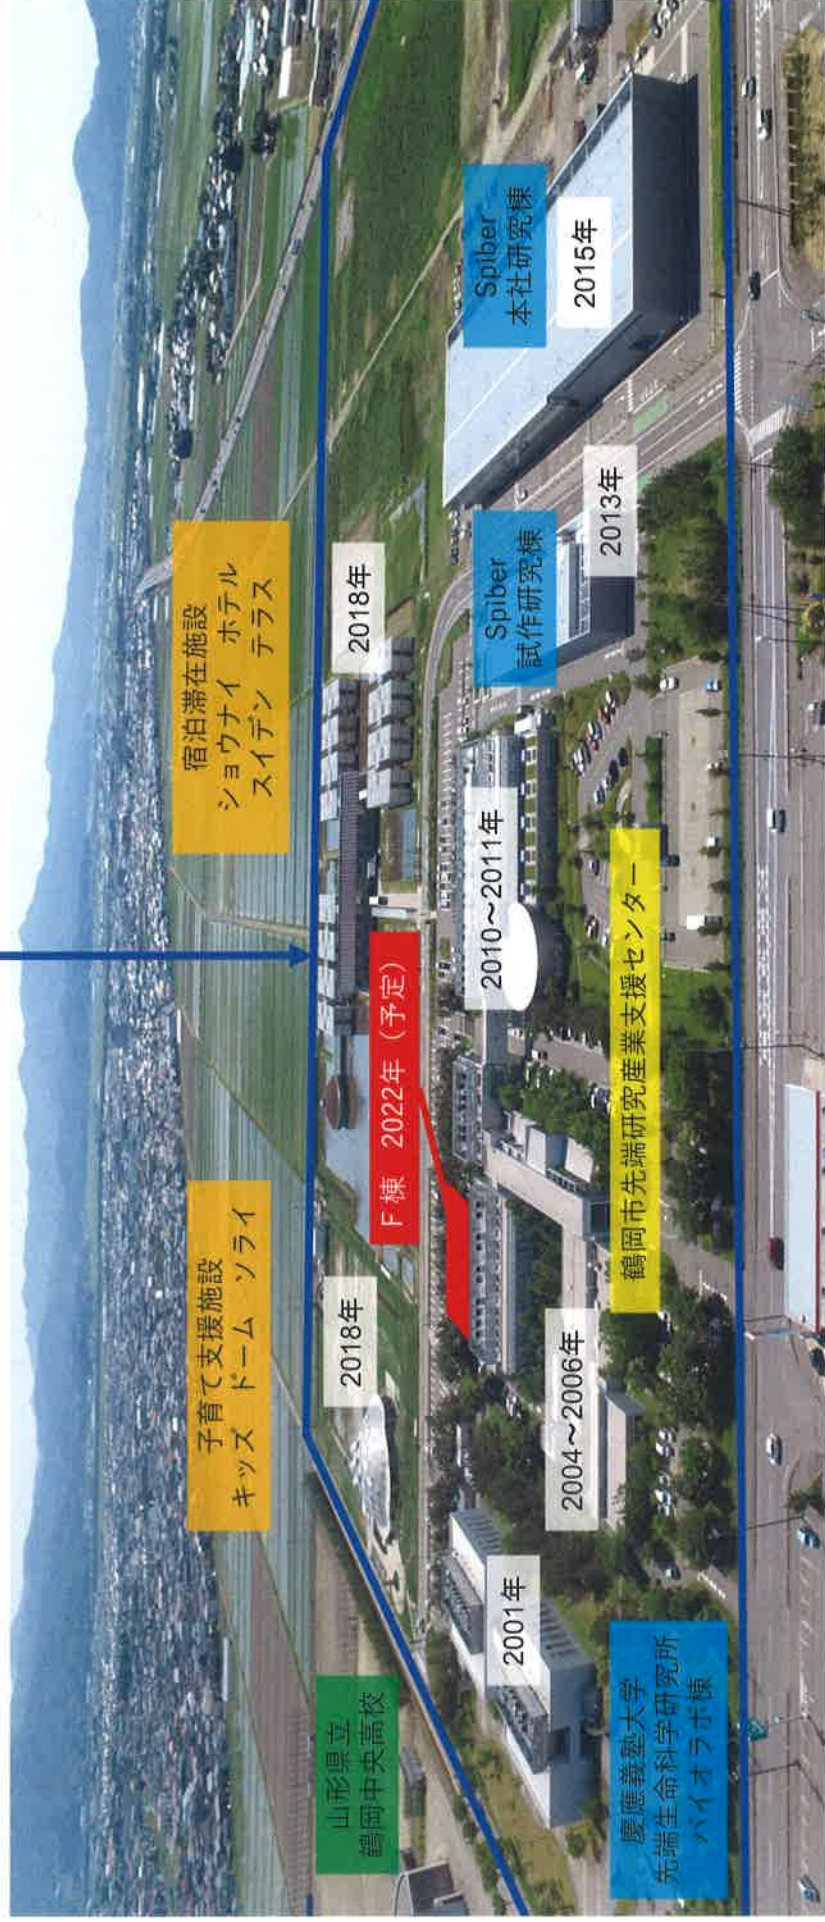 山形県立
鶴岡中央高校
子育て支援施設
キッズ ドーム ソライ
宿泊滞在施設
ショウナイ ホテル
スイデン テラス
2018年
2018年
F棟 2022年（予定）
慶應義塾大学
先端生命科学研究所
バイオラボ棟
2001年
2004～2006年
鶴岡市先端研究産業支援センター
2010～2011年
Spiber
試作研究棟
2013年
Spiber
本社研究棟
2015年